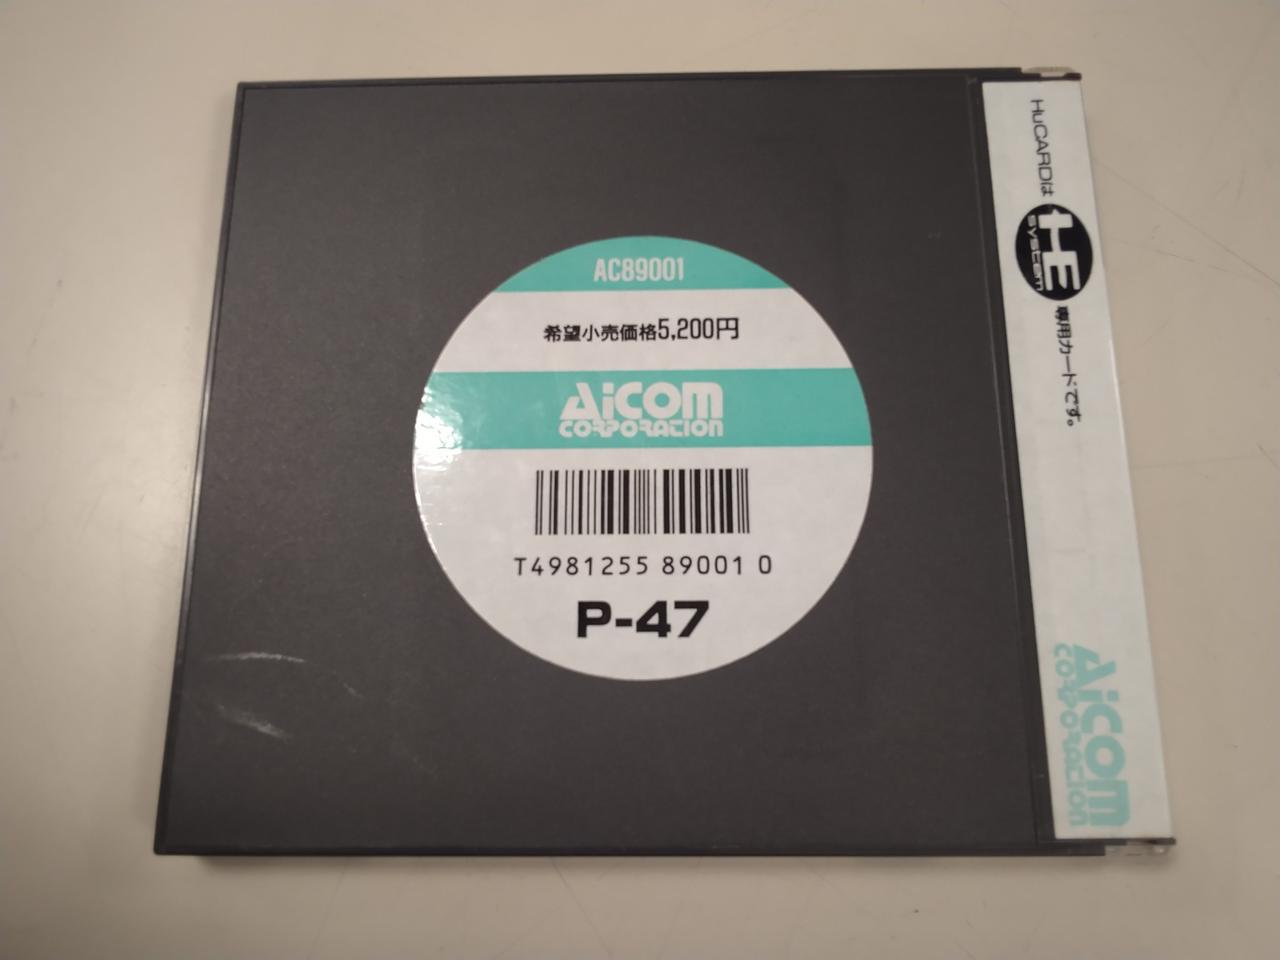 AC89001
希望小売価格5,200円
AiCOM
CORPORATION
T4981255 89001 0
P-47
HuCARDは
HE
system
専用カードです。
AiCOM
CORPORATION